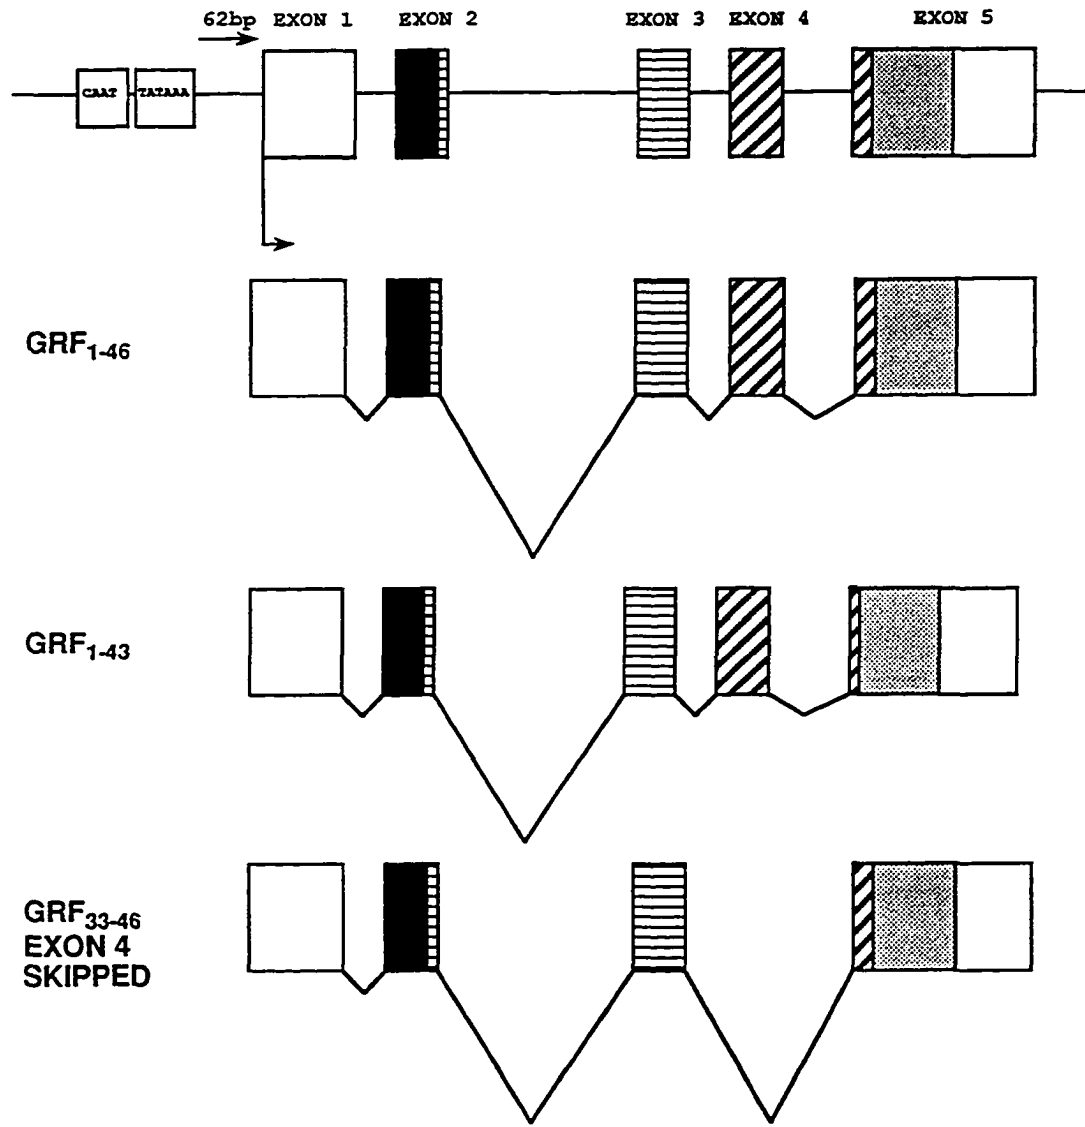 62bp EXON 1 EXON 2 EXON 3 EXON 4 EXON 5
CAAT TATAAA
GRF1-46
GRF1-43
GRF33-46
EXON 4
SKIPPED